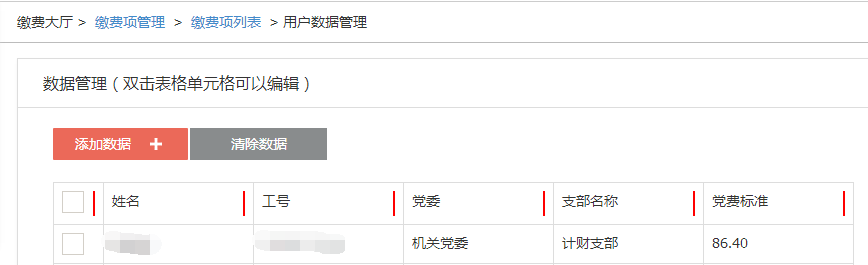 缴费大厅 > 缴费项管理 > 缴费项列表 > 用户数据管理
数据管理（双击表格单元格可以编辑）
添加数据 + 清除数据
姓名 工号 党委 支部名称 党费标准
机关党委 计财支部 86.40